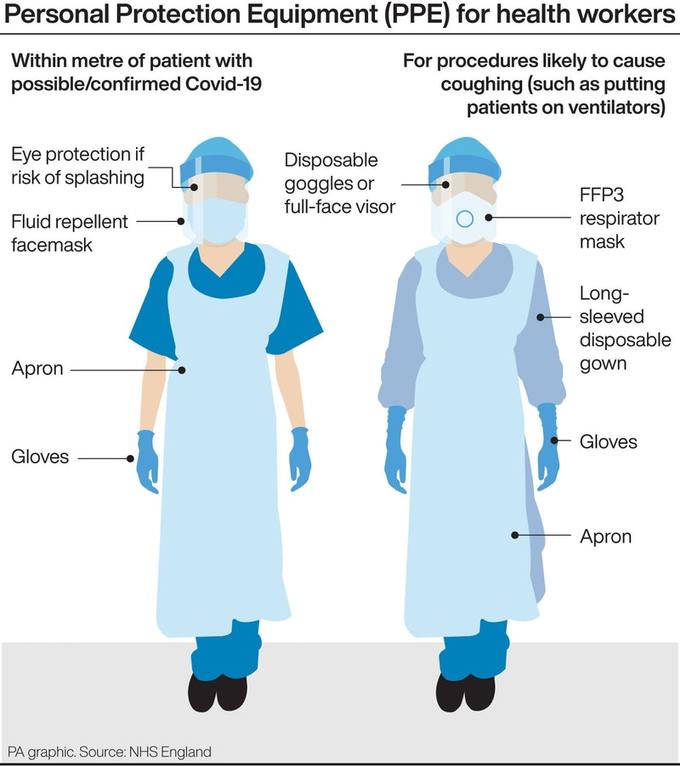 Personal Protection Equipment (PPE) for health workers
Within metre of patient with
possible/confirmed Covid-19
Eye protection if
risk of splashing
Fluid repellent
facemask
Apron
Gloves
For procedures likely to cause
coughing (such as putting
patients on ventilators)
Disposable
goggles or
full-face visor
FFP3
respirator
mask
Long-
sleeved
disposable
gown
Gloves
Apron
PA graphic. Source: NHS England